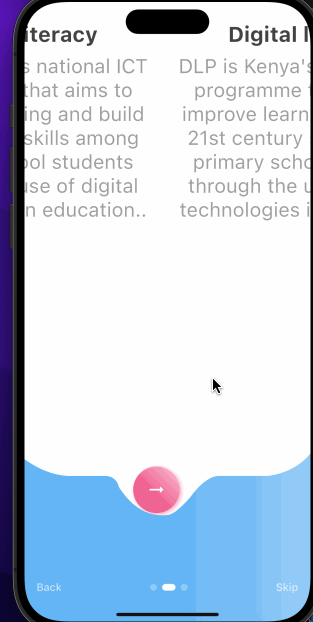 iteracy
s national ICT
that aims to
ing and build
skills among
ool students
use of digital
n education..
Digital l
DLP is Kenya's
programme
improve learn
21st century
primary scho
through the u
technologies i
Back
Skip